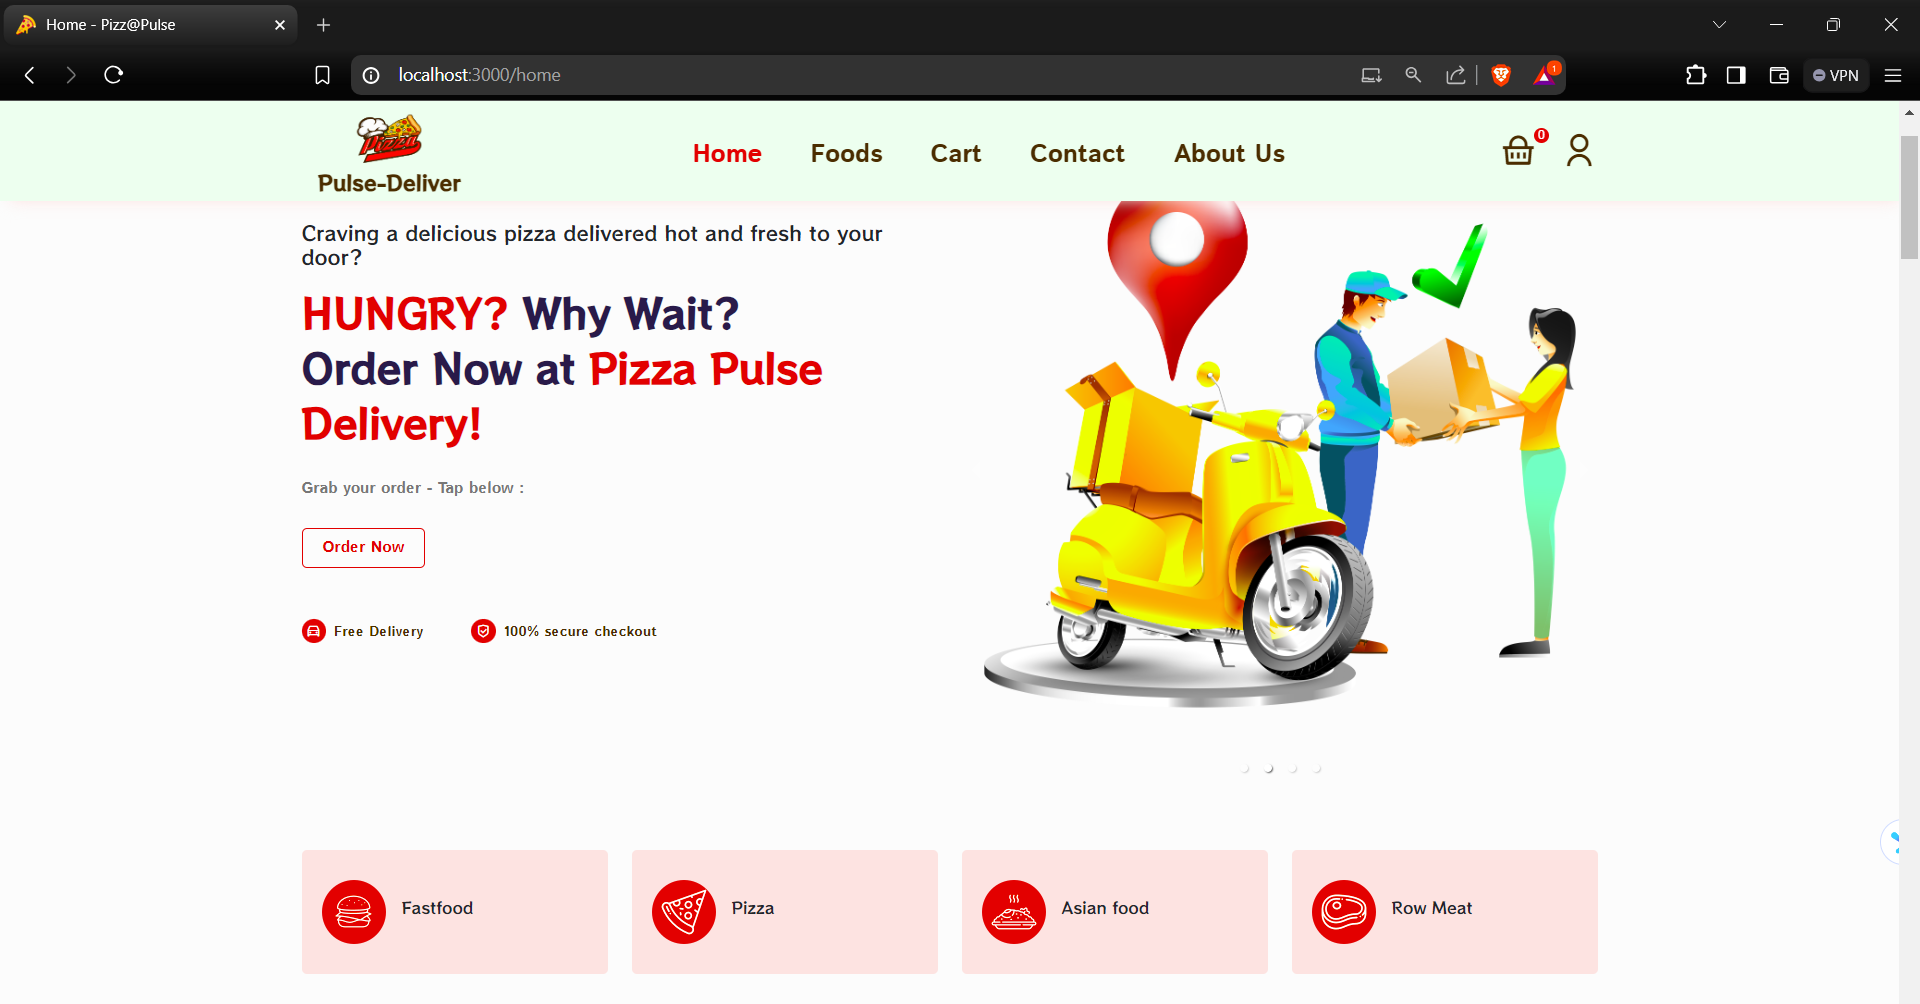 Home - Pizz@Pulse
localhost:3000/home
1
VPN
Pizza
Pulse-Deliver
Home
Foods
Cart
Contact
About Us
0
Craving a delicious pizza delivered hot and fresh to your
door?
HUNGRY? Why Wait?
Order Now at Pizza Pulse
Delivery!
Grab your order - Tap below :
Order Now
Free Delivery
100% secure checkout
Fastfood
Pizza
Asian food
Row Meat